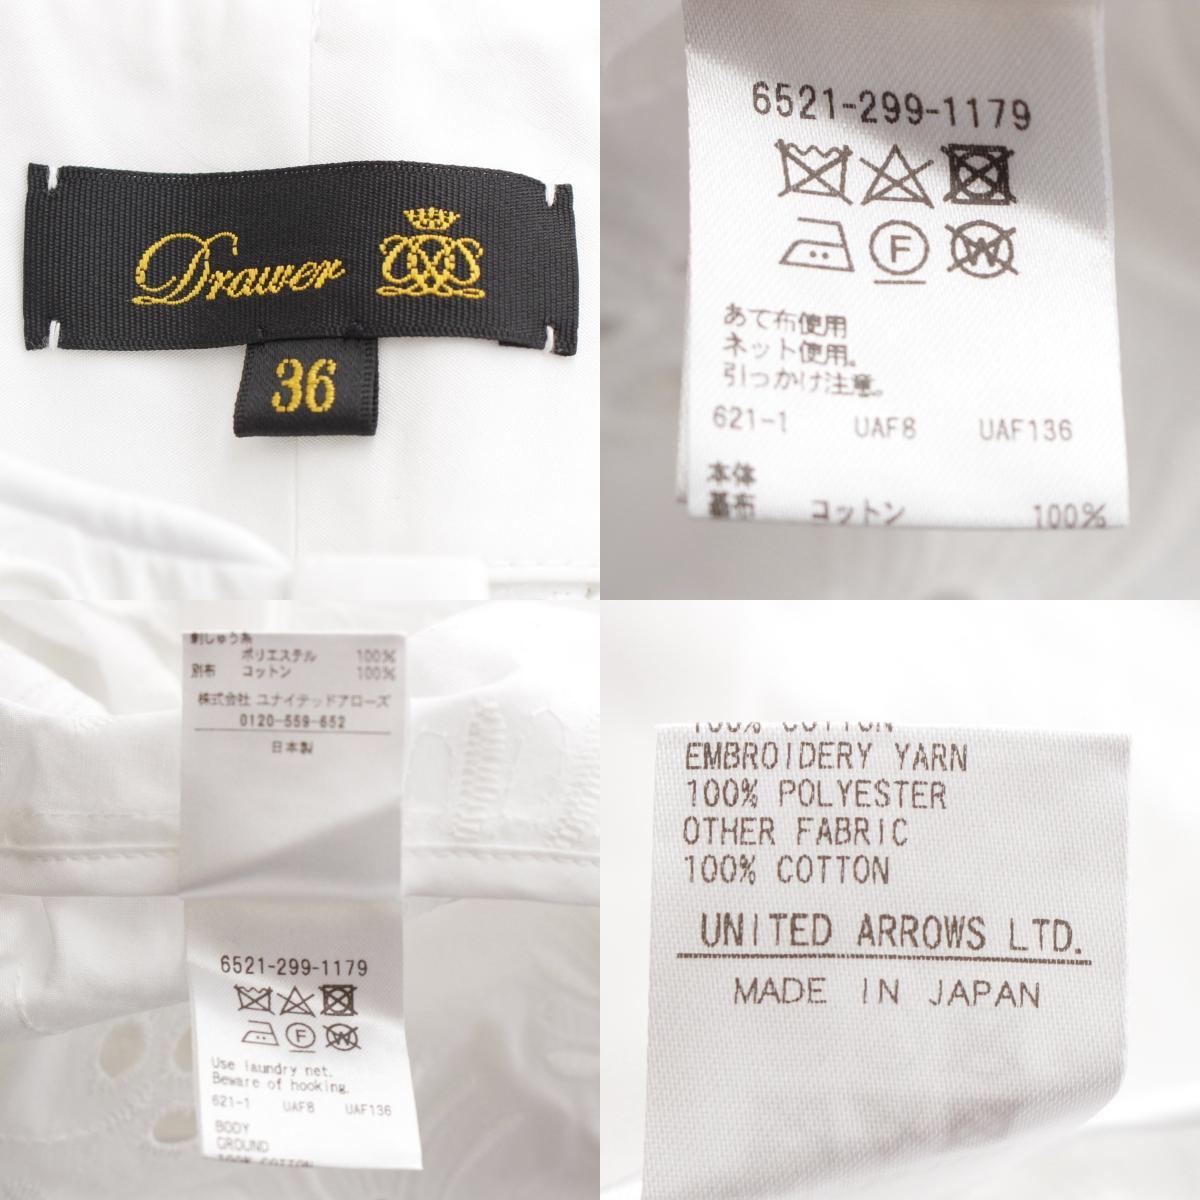 Drawer
36
6521-299-1179
F
W
あて布使用
ネット使用。
引っかけ注意。
621-1 UAF8 UAF136
本体
基布 コットン 100%
刺しゅう糸
ポリエステル 100%
別布 コットン 100%
株式会社 ユナイテッドアローズ
0120-559-652
日本製
6521-299-1179
F
W
Use laundry net.
Beware of hooking.
621-1 UAF8 UAF136
BODY
GROUND
100% COTTON
100% COTTON
EMBROIDERY YARN
100% POLYESTER
OTHER FABRIC
100% COTTON
UNITED ARROWS LTD.
MADE IN JAPAN